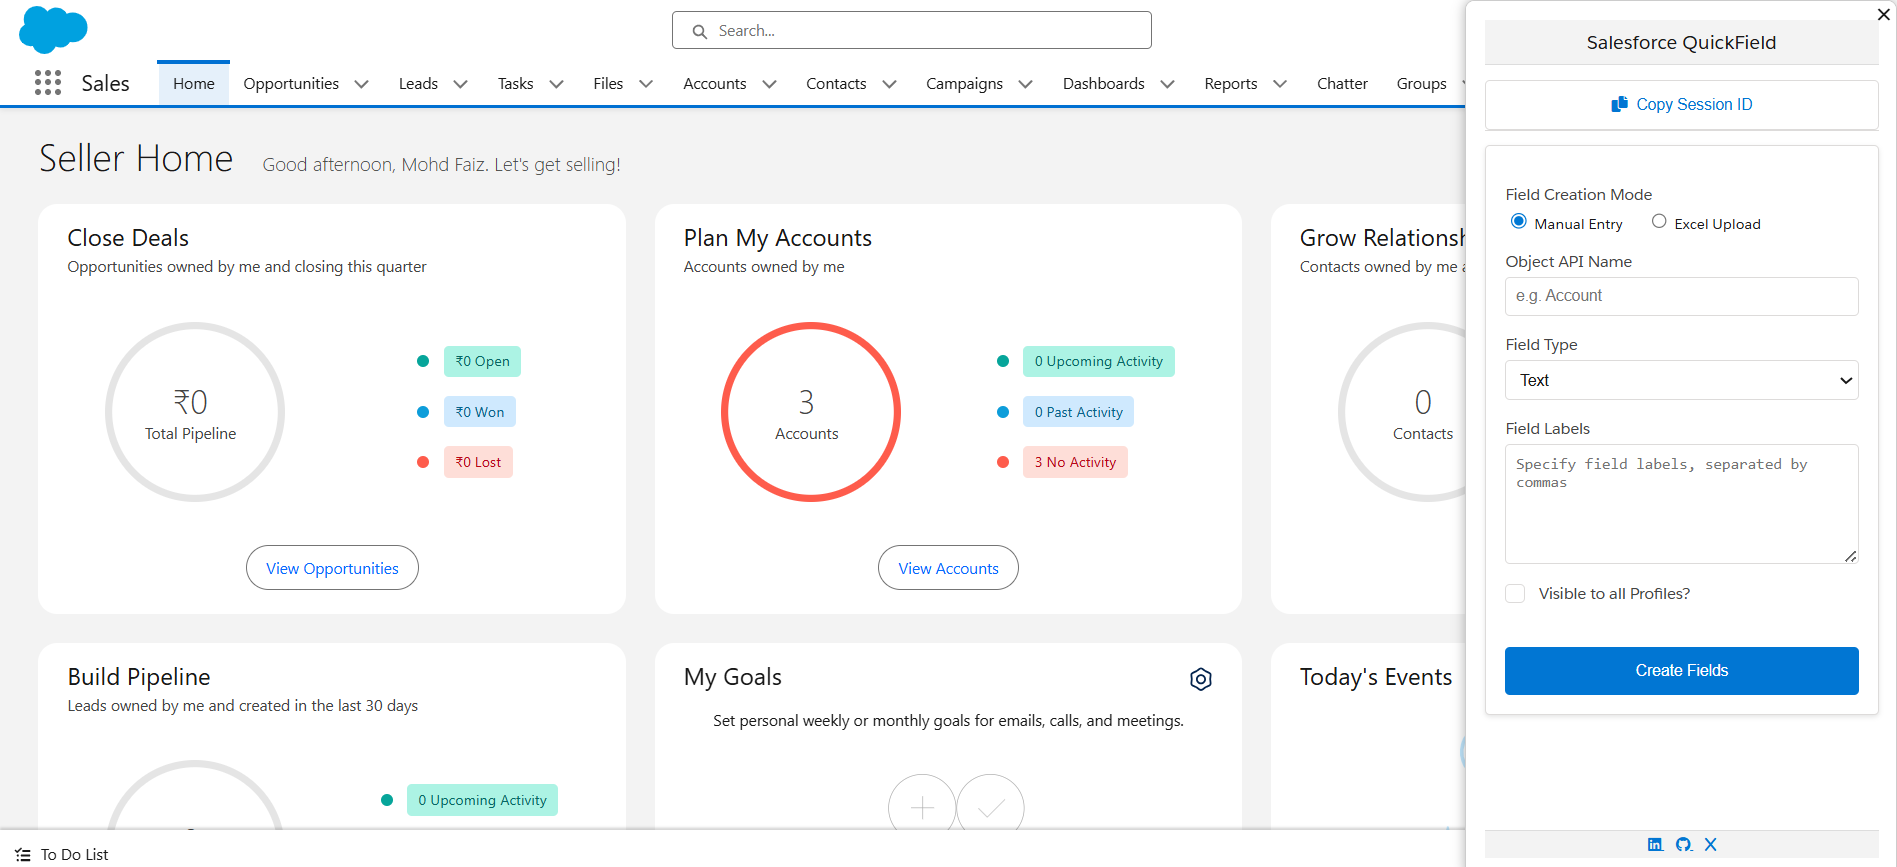 Search...
Sales
Home Opportunities Leads Tasks Files Accounts Contacts Campaigns Dashboards Reports Chatter Groups
Seller Home Good afternoon, Mohd Faiz. Let's get selling!
Close Deals
Opportunities owned by me and closing this quarter
₹0
Total Pipeline
₹0 Open
₹0 Won
₹0 Lost
View Opportunities
Plan My Accounts
Accounts owned by me
3
Accounts
0 Upcoming Activity
0 Past Activity
3 No Activity
View Accounts
Grow Relationsh
Contacts owned by me a
0
Contacts
Build Pipeline
Leads owned by me and created in the last 30 days
0 Upcoming Activity
My Goals
Set personal weekly or monthly goals for emails, calls, and meetings.
Today's Events
To Do List
Salesforce QuickField
Copy Session ID
Field Creation Mode
Manual Entry Excel Upload
Object API Name
e.g. Account
Field Type
Text
Field Labels
Specify field labels, separated by
commas
Visible to all Profiles?
Create Fields